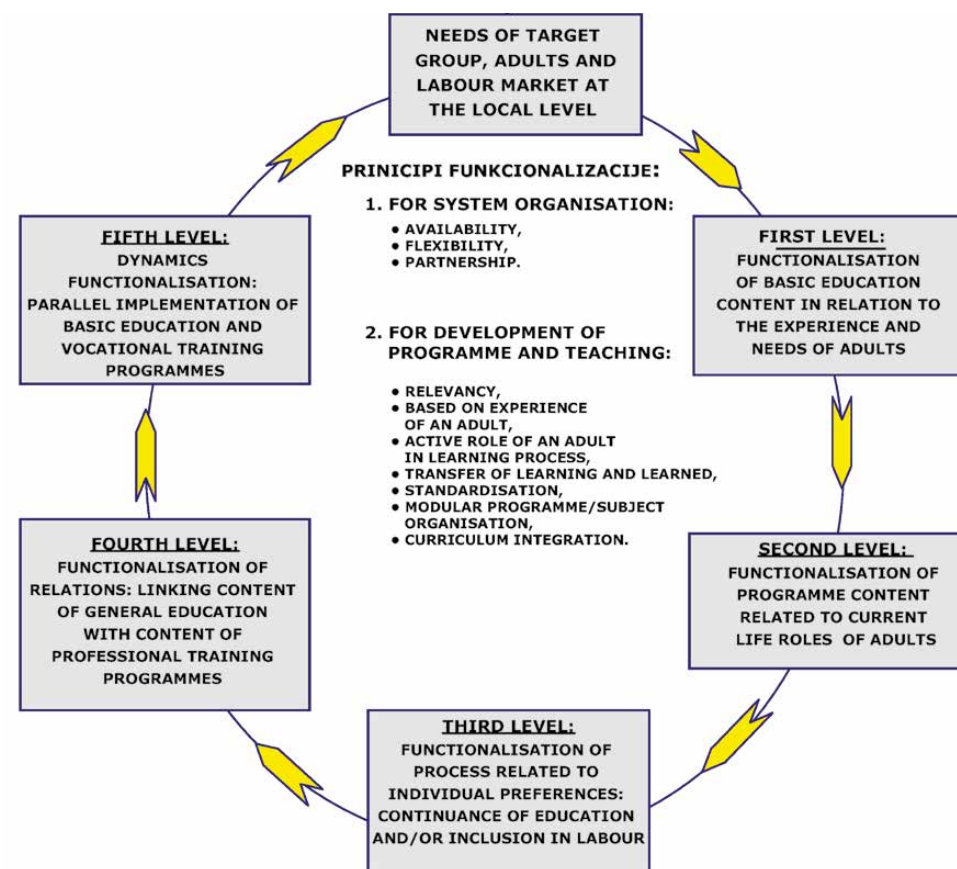 NEEDS OF TARGET
GROUP, ADULTS AND
LABOUR MARKET AT
THE LOCAL LEVEL
PRINICIPI FUNKCIONALIZACIJE:
1. FOR SYSTEM ORGANISATION:
• AVAILABILITY,
• FLEXIBILITY,
• PARTNERSHIP.
2. FOR DEVELOPMENT OF
PROGRAMME AND TEACHING:
• RELEVANCY,
• BASED ON EXPERIENCE
OF AN ADULT,
• ACTIVE ROLE OF AN ADULT
IN LEARNING PROCESS,
• TRANSFER OF LEARNING AND LEARNED,
• STANDARDISATION,
• MODULAR PROGRAMME/SUBJECT
ORGANISATION,
• CURRICULUM INTEGRATION.
FIRST LEVEL:
FUNCTIONALISATION
OF BASIC EDUCATION
CONTENT IN RELATION TO
THE EXPERIENCE AND
NEEDS OF ADULTS
SECOND LEVEL:
FUNCTIONALISATION OF
PROGRAMME CONTENT
RELATED TO CURRENT
LIFE ROLES OF ADULTS
THIRD LEVEL:
FUNCTIONALISATION OF
PROCESS RELATED TO
INDIVIDUAL PREFERENCES:
CONTINUANCE OF EDUCATION
AND/OR INCLUSION IN LABOUR
FOURTH LEVEL:
FUNCTIONALISATION OF
RELATIONS: LINKING CONTENT
OF GENERAL EDUCATION
WITH CONTENT OF
PROFESSIONAL TRAINING
PROGRAMMES
FIFTH LEVEL:
DYNAMICS
FUNCTIONALISATION:
PARALLEL IMPLEMENTATION OF
BASIC EDUCATION AND
VOCATIONAL TRAINING
PROGRAMMES